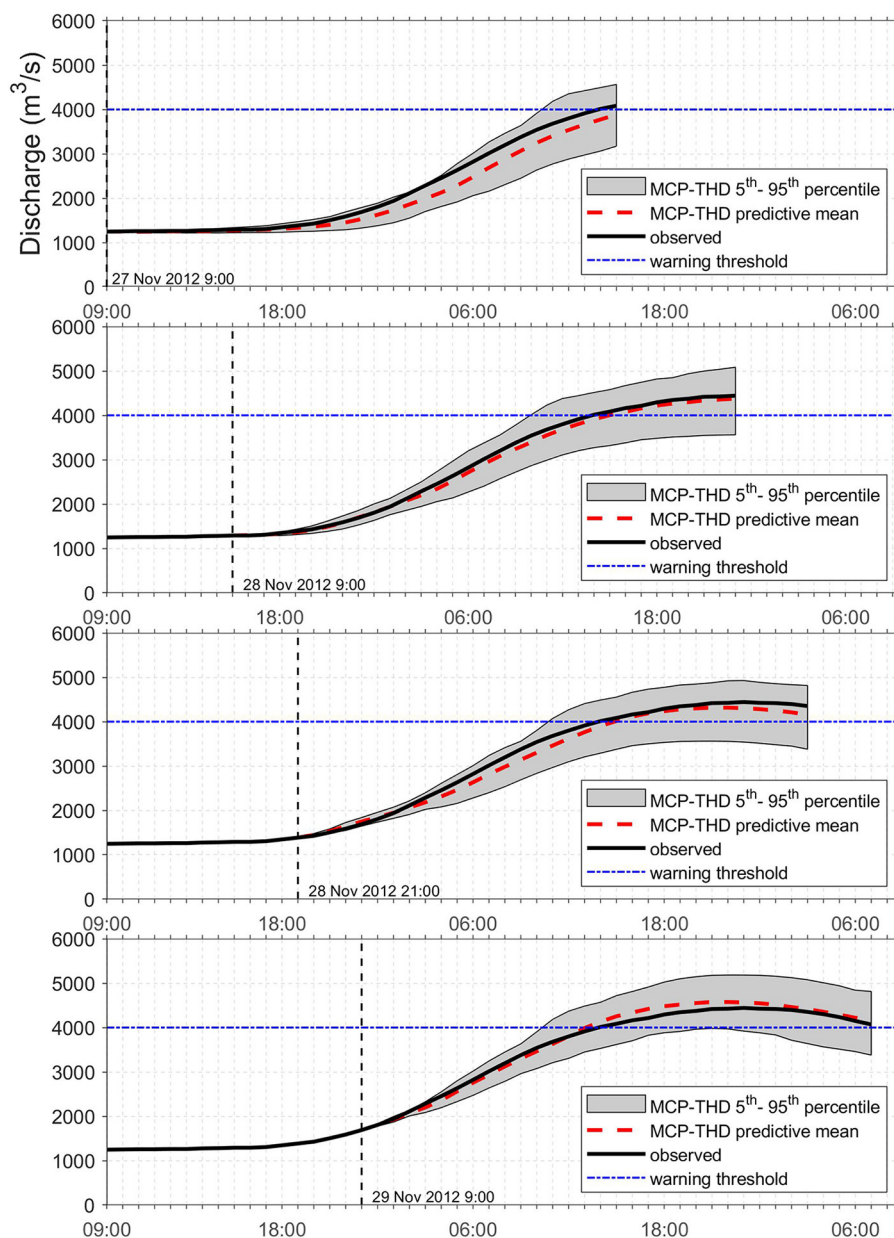 6000
5000
4000
3000
2000
1000
0
Discharge (m³/s)
MCP-THD 5th- 95th percentile
MCP-THD predictive mean
observed
warning threshold
27 Nov 2012 9:00
09:00 18:00 06:00 18:00 06:00
6000
5000
4000
3000
2000
1000
0
MCP-THD 5th- 95th percentile
MCP-THD predictive mean
observed
warning threshold
28 Nov 2012 9:00
09:00 18:00 06:00 18:00 06:00
6000
5000
4000
3000
2000
1000
0
MCP-THD 5th- 95th percentile
MCP-THD predictive mean
observed
warning threshold
28 Nov 2012 21:00
09:00 18:00 06:00 18:00 06:00
6000
5000
4000
3000
2000
1000
0
MCP-THD 5th- 95th percentile
MCP-THD predictive mean
observed
warning threshold
29 Nov 2012 9:00
09:00 18:00 06:00 18:00 06:00